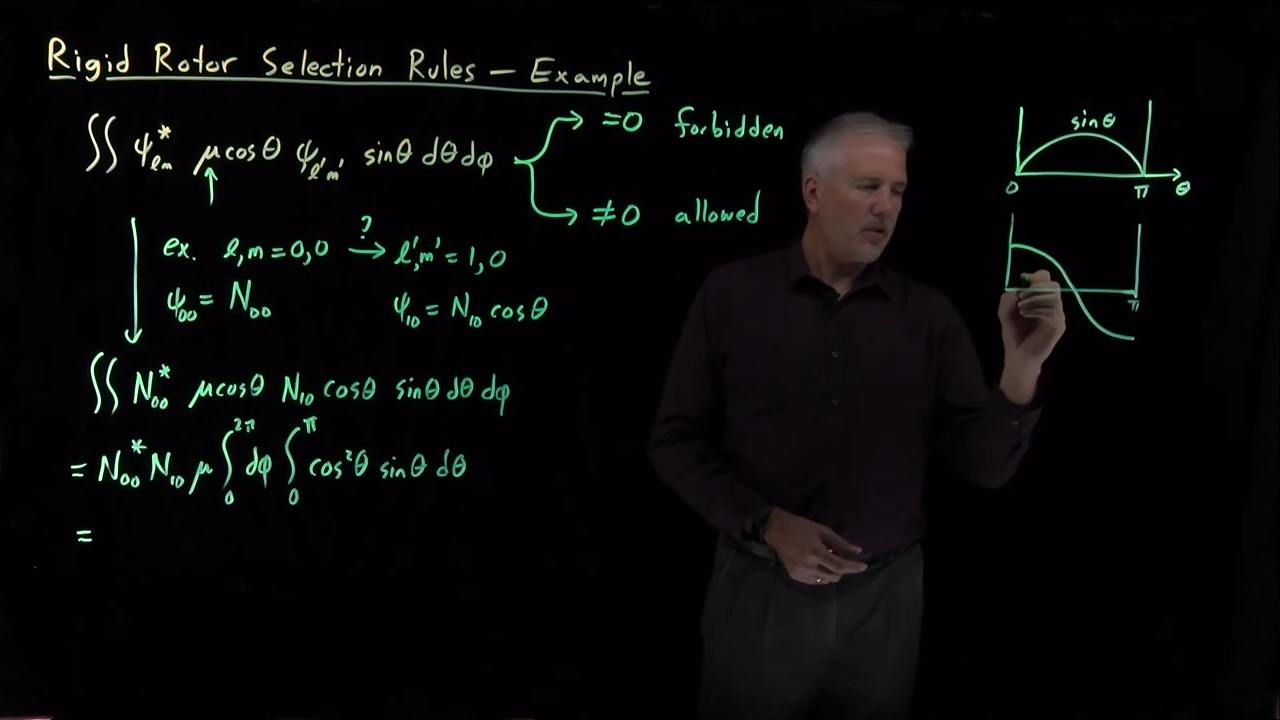 Rigid Rotor Selection Rules – Example
∬ ψ*ₗₘ μcosθ ψₗ'ₘ' sinθ dθ dφ
=0 forbidden
≠0 allowed
ex. l,m = 0,0 →? l',m' = 1,0
ψ₀₀ = N₀₀ ψ₁₀ = N₁₀ cosθ
∬ N₀₀* μcosθ N₁₀ cosθ sinθ dθ dφ
= N₀₀* N₁₀ μ ∫₀^2π dφ ∫₀^π cos²θ sinθ dθ
=
sinθ
0 π θ
π